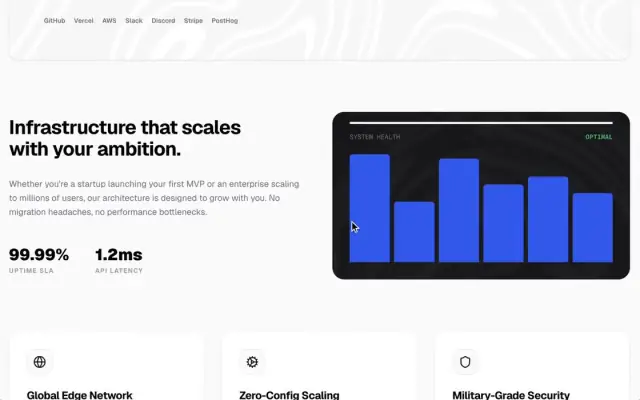 GitHub Vercel AWS Slack Discord Stripe PostHog
Infrastructure that scales
with your ambition.
Whether you're a startup launching your first MVP or an enterprise scaling
to millions of users, our architecture is designed to grow with you. No
migration headaches, no performance bottlenecks.
99.99% 1.2ms
UPTIME SLA API LATENCY
SYSTEM HEALTH OPTIMAL
Global Edge Network
Zero-Config Scaling
Military-Grade Security